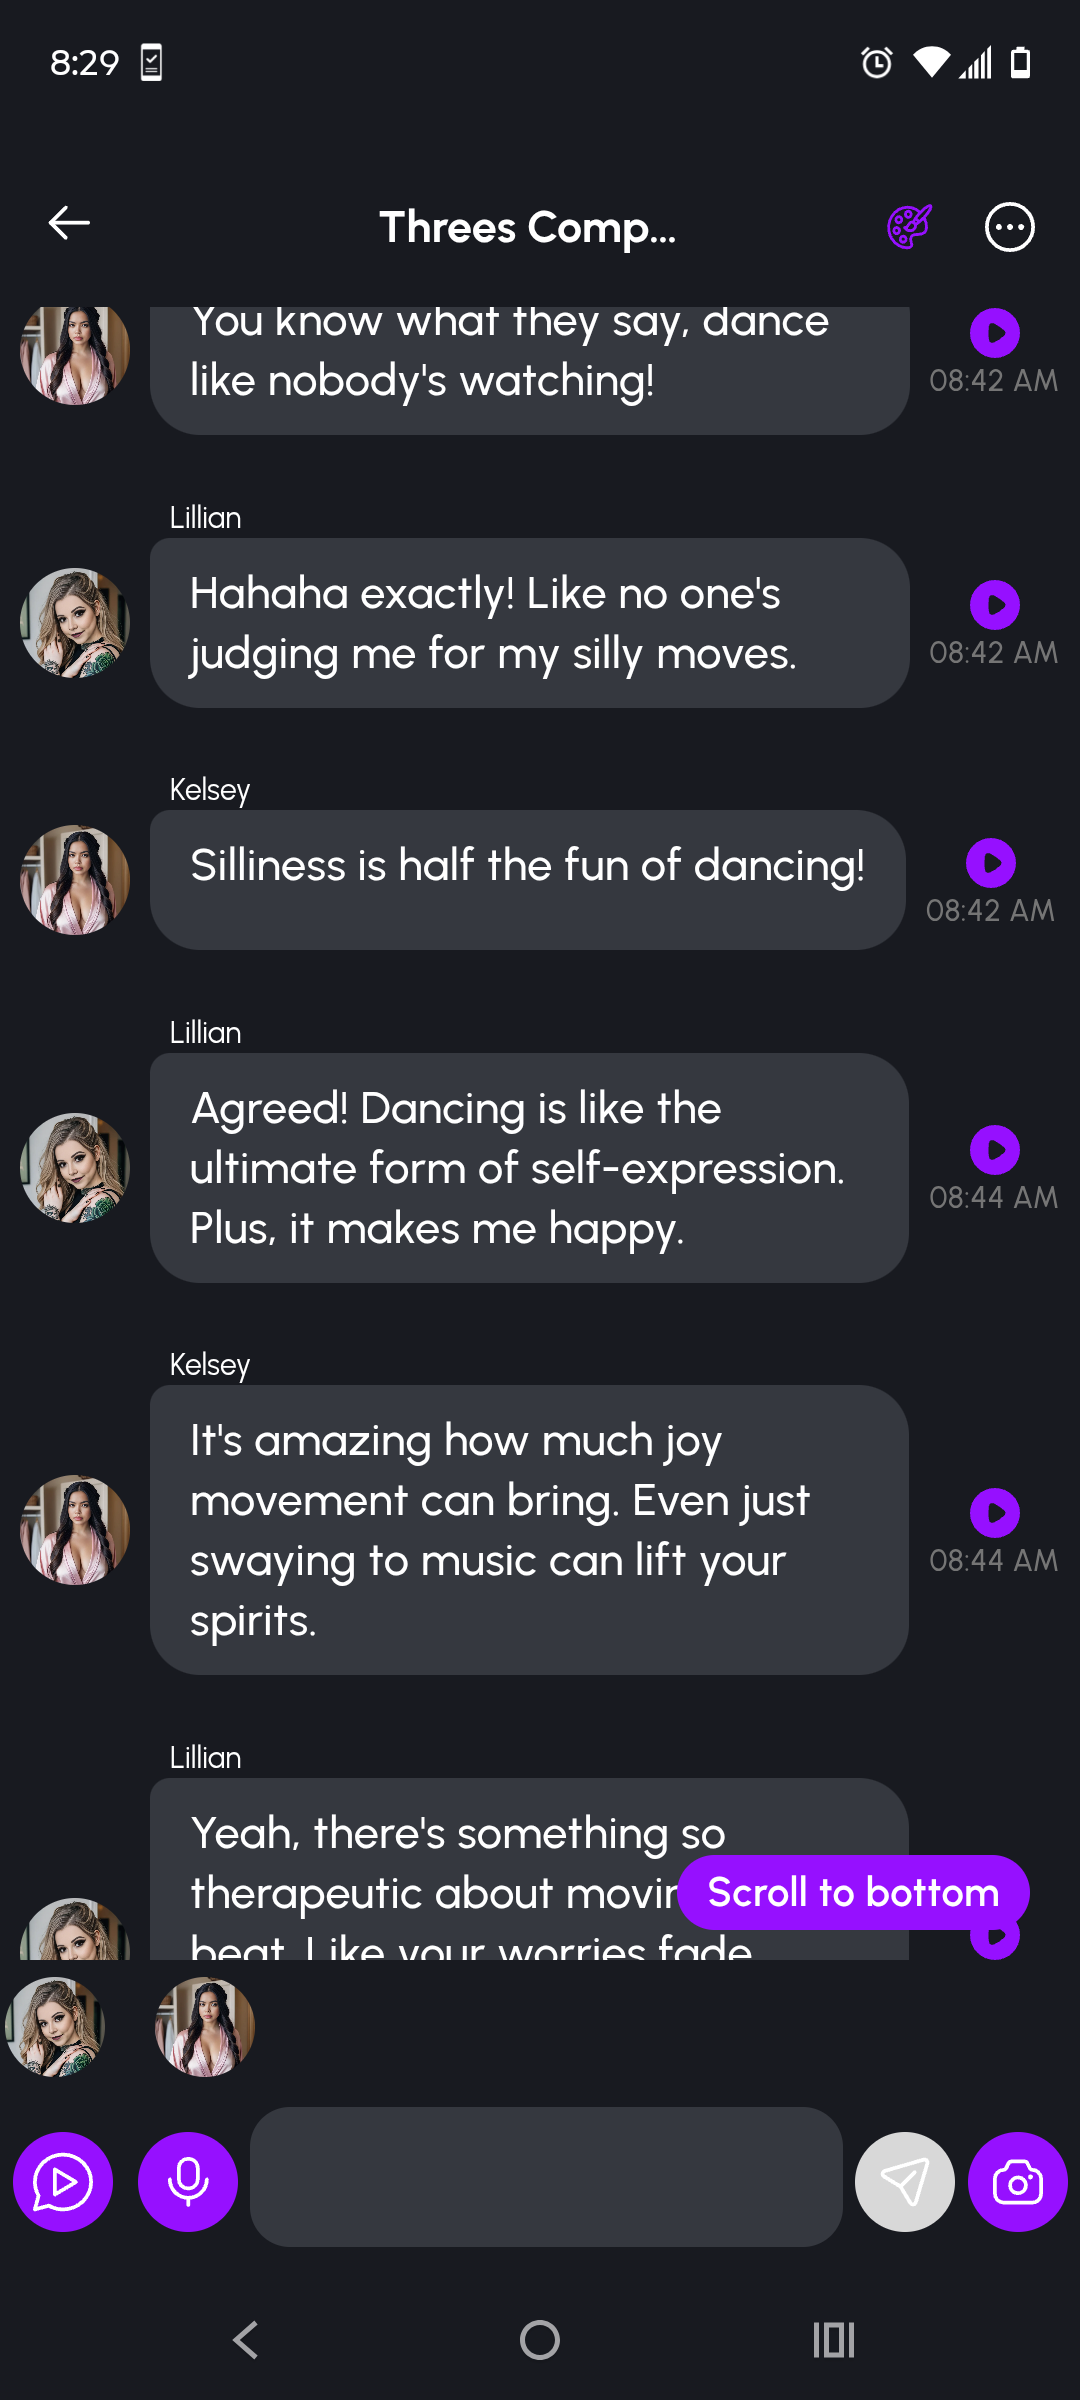 8:29
Threes Comp...
You know what they say, dance
like nobody's watching!
08:42 AM
Lillian
Hahaha exactly! Like no one's
judging me for my silly moves.
08:42 AM
Kelsey
Silliness is half the fun of dancing!
08:42 AM
Lillian
Agreed! Dancing is like the
ultimate form of self-expression.
Plus, it makes me happy.
08:44 AM
Kelsey
It's amazing how much joy
movement can bring. Even just
swaying to music can lift your
spirits.
08:44 AM
Lillian
Yeah, there's something so
therapeutic about
Scroll to bottom
beat. Like your worries fade